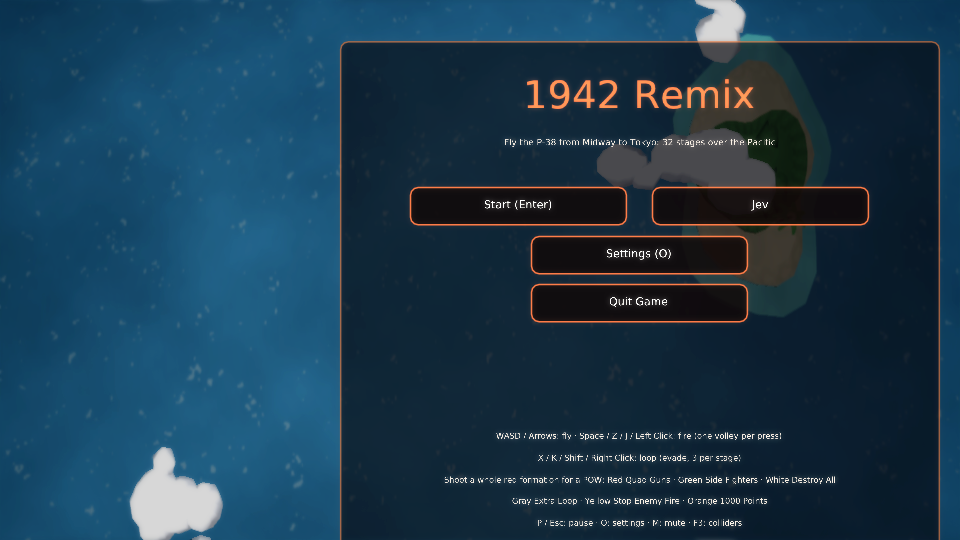 1942 Remix
Fly the P-38 from Midway to Tokyo: 32 stages over the Pacific
Start (Enter)
Jev
Settings (O)
Quit Game
WASD / Arrows: fly · Space / Z / J / Left Click: fire (one volley per press)
X / K / Shift / Right Click: loop (evade, 3 per stage)
Shoot a whole red formation for a POW: Red Quad Guns · Green Side Fighters · White Destroy All
Gray Extra Loop · Yellow Stop Enemy Fire · Orange 1000 Points
P / Esc: pause · O: settings · M: mute · F3: colliders